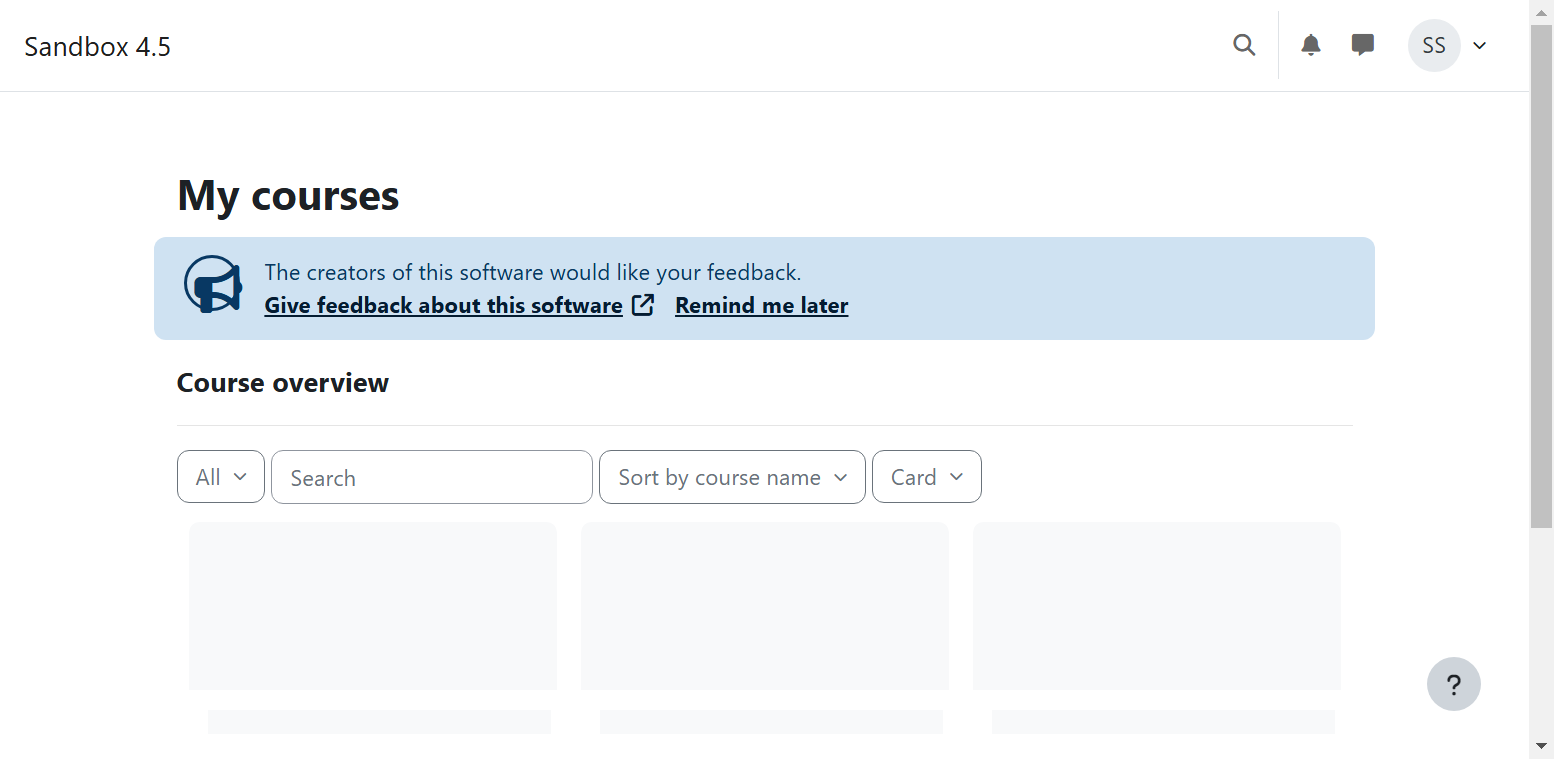 Sandbox 4.5
SS
My courses
The creators of this software would like your feedback.
Give feedback about this software Remind me later
Course overview
All Search Sort by course name Card
?